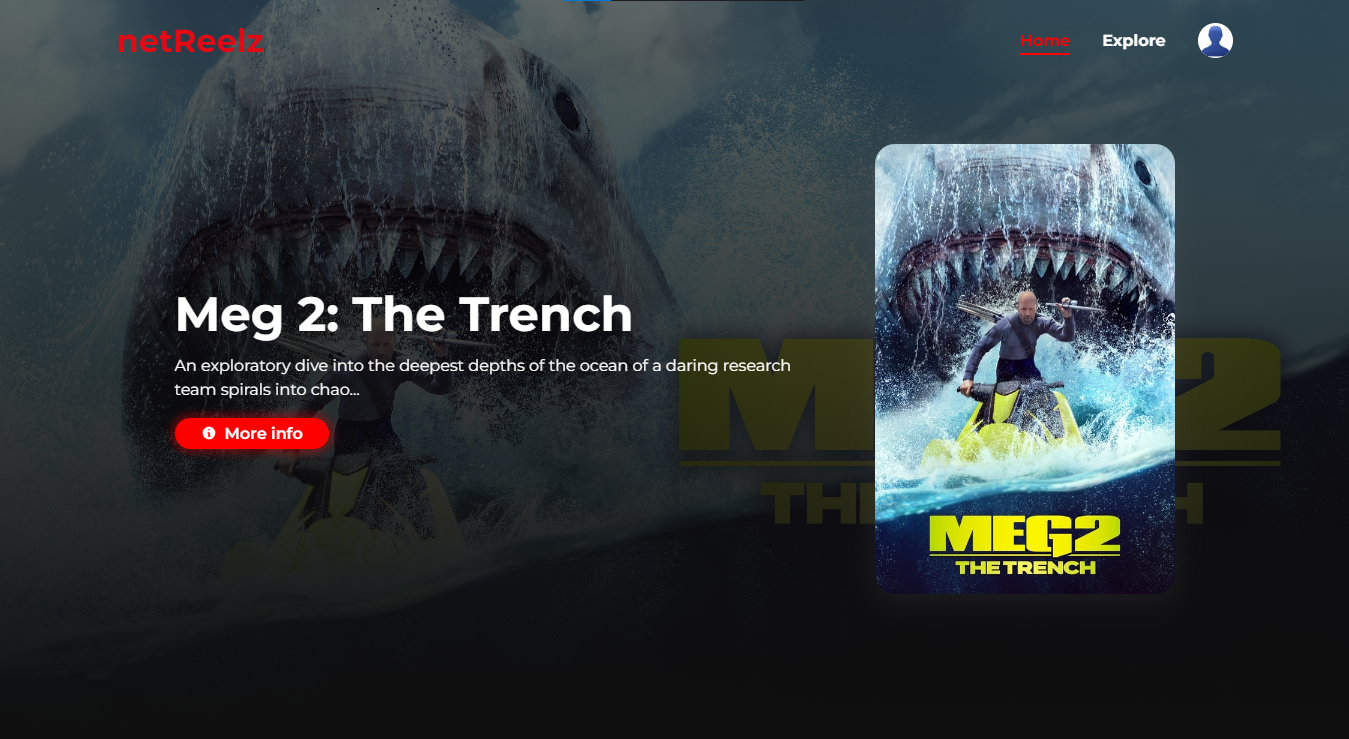 netReelz
Home
Explore
Meg 2: The Trench
An exploratory dive into the deepest depths of the ocean of a daring research
team spirals into chao...
More info
MEG2
THE TRENCH